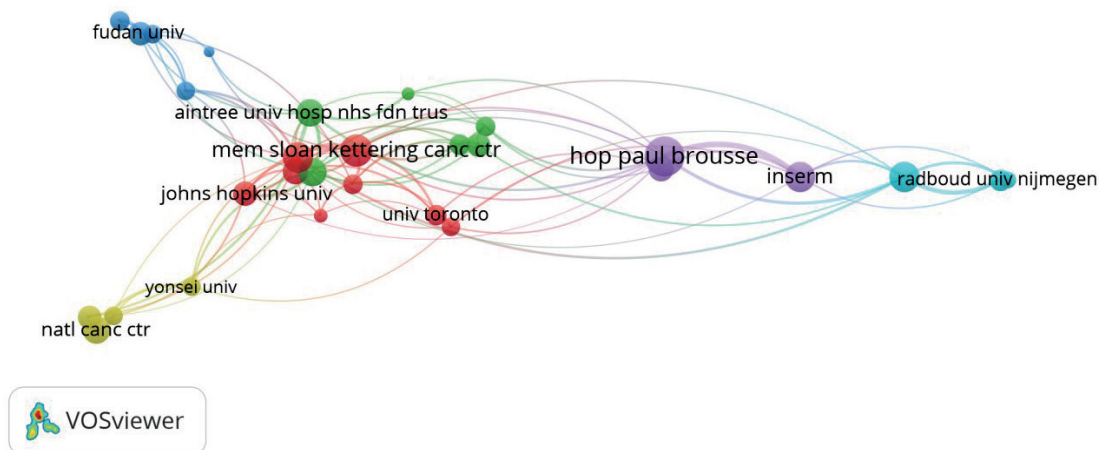 fudan univ
aintree univ hosp nhs fdn trus
mem sloan kettering canc ctr
hop paul brousse
inserm
radboud univ nijmegen
johns hopkins univ
univ toronto
yonsei univ
natl canc ctr
VOSviewer